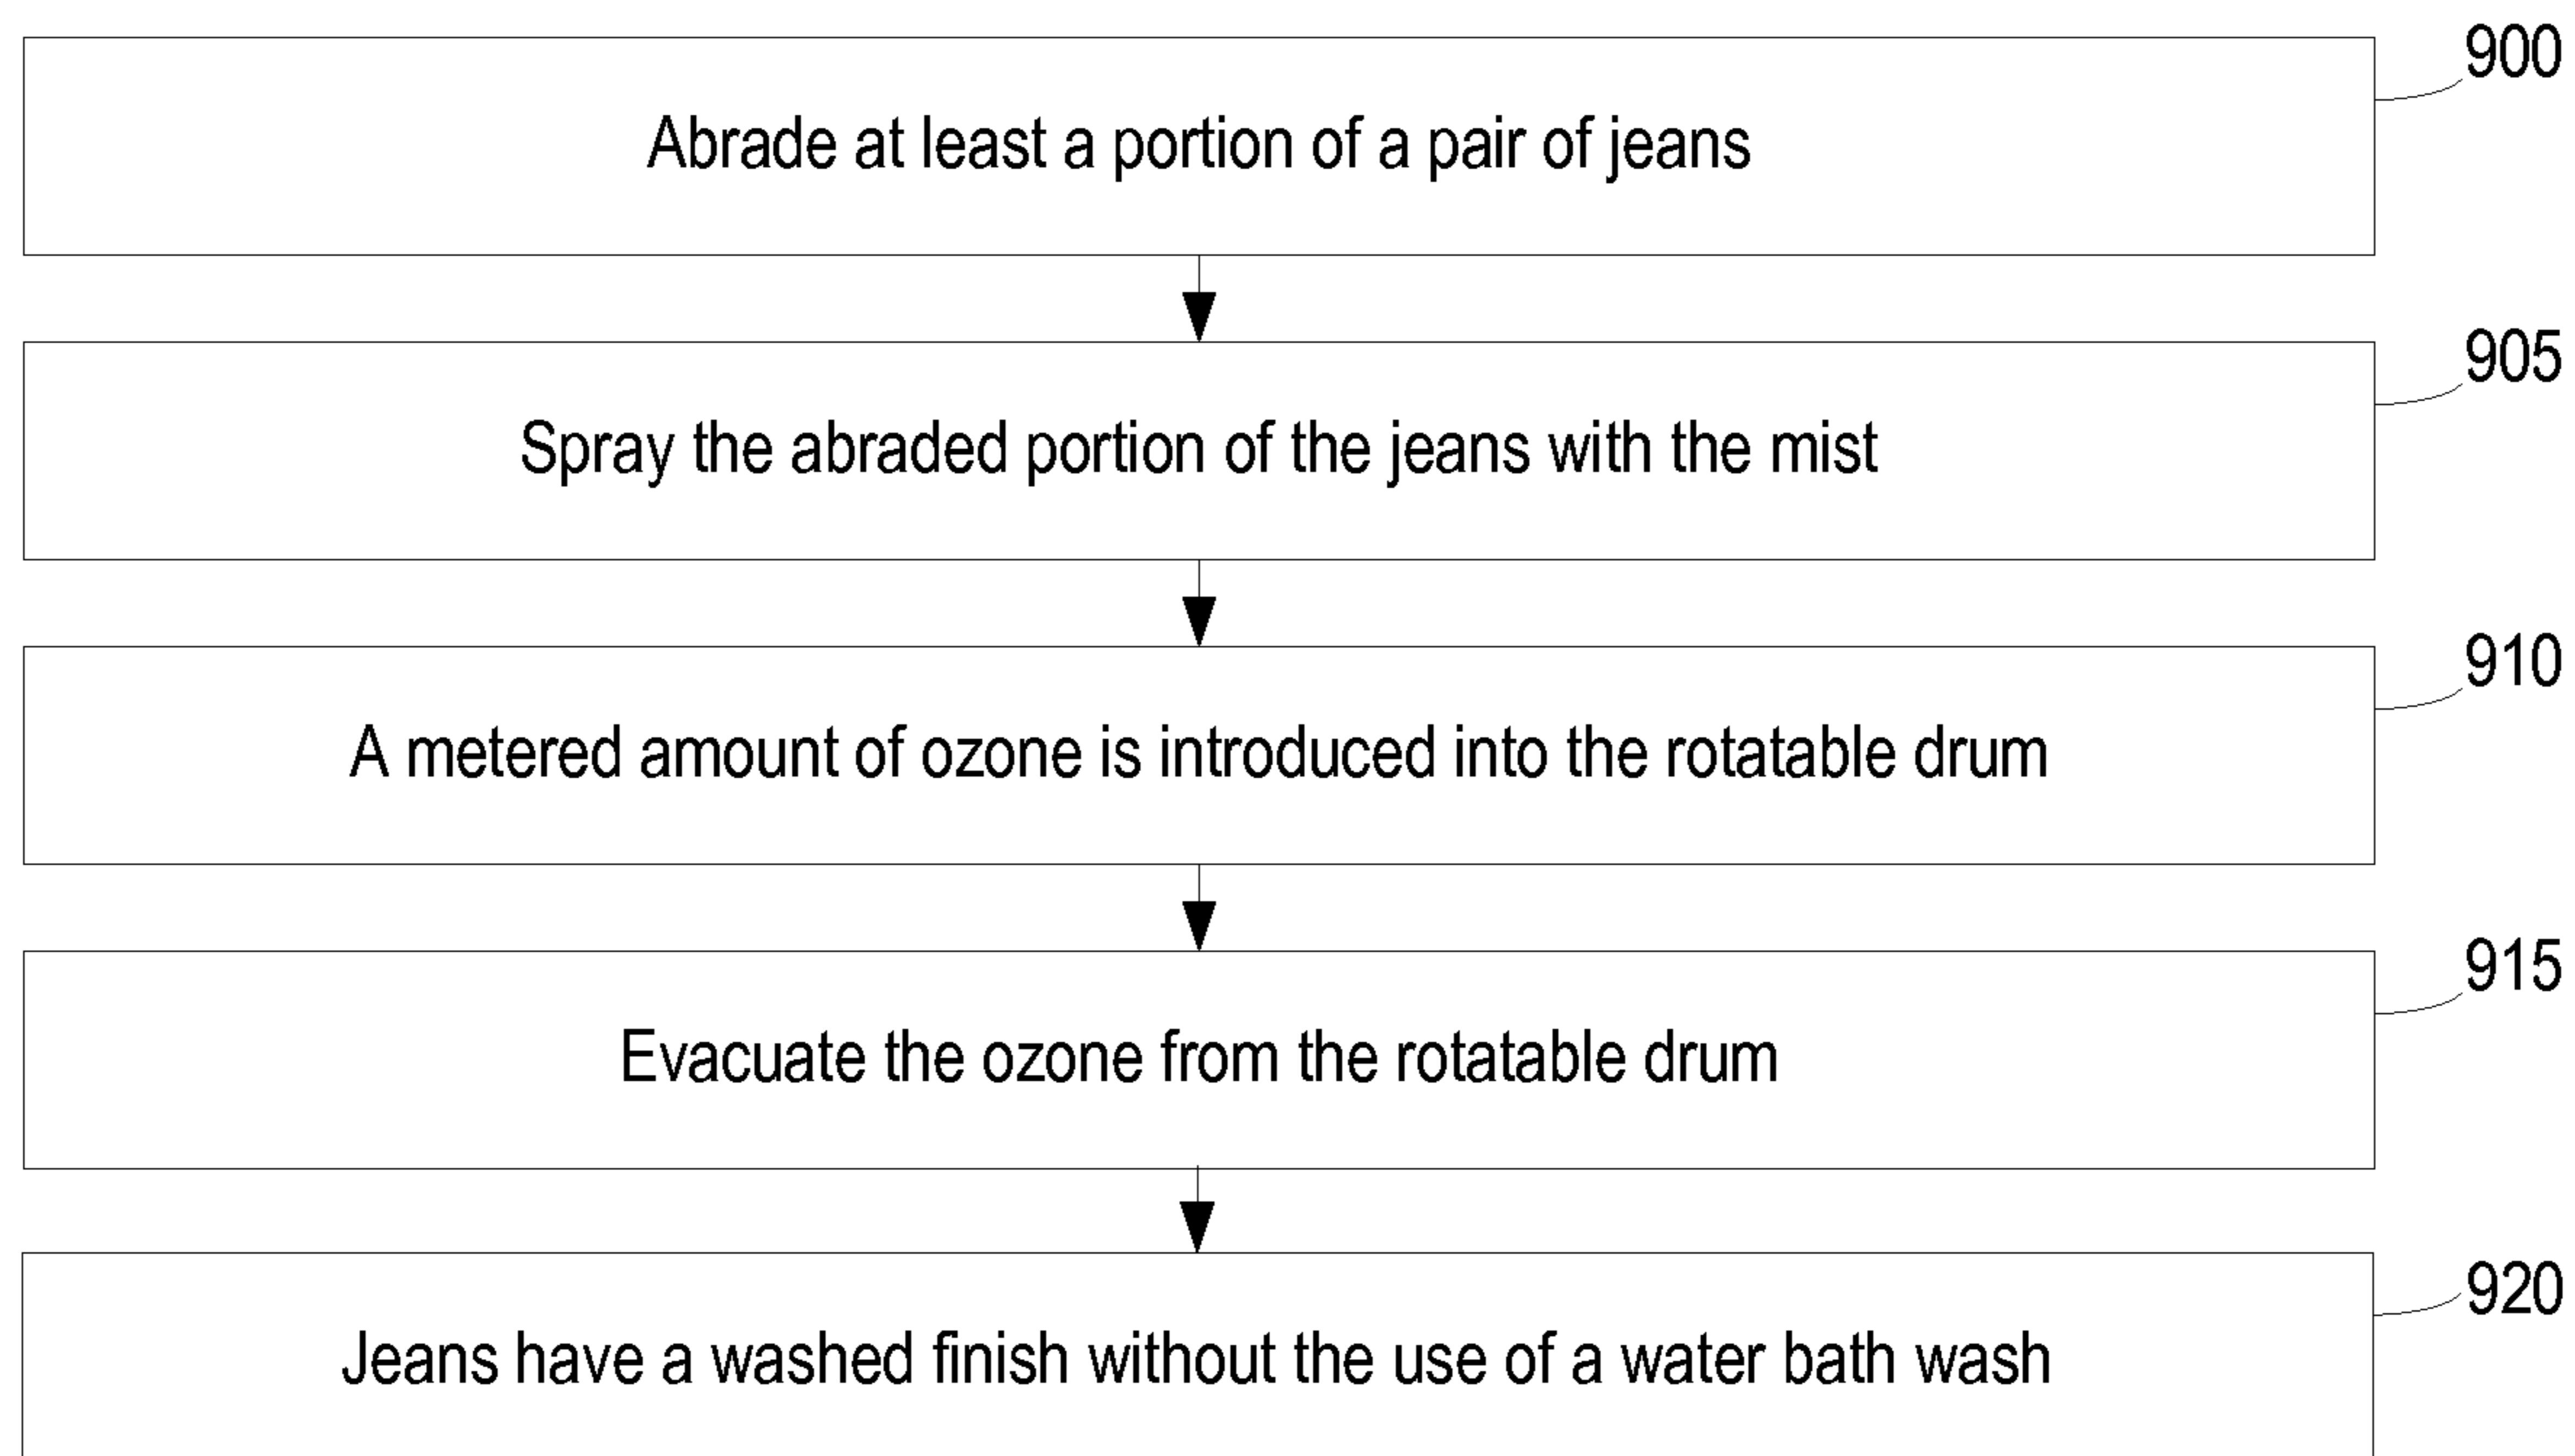 900
Abrade at least a portion of a pair of jeans
905
Spray the abraded portion of the jeans with the mist
910
A metered amount of ozone is introduced into the rotatable drum
915
Evacuate the ozone from the rotatable drum
920
Jeans have a washed finish without the use of a water bath wash